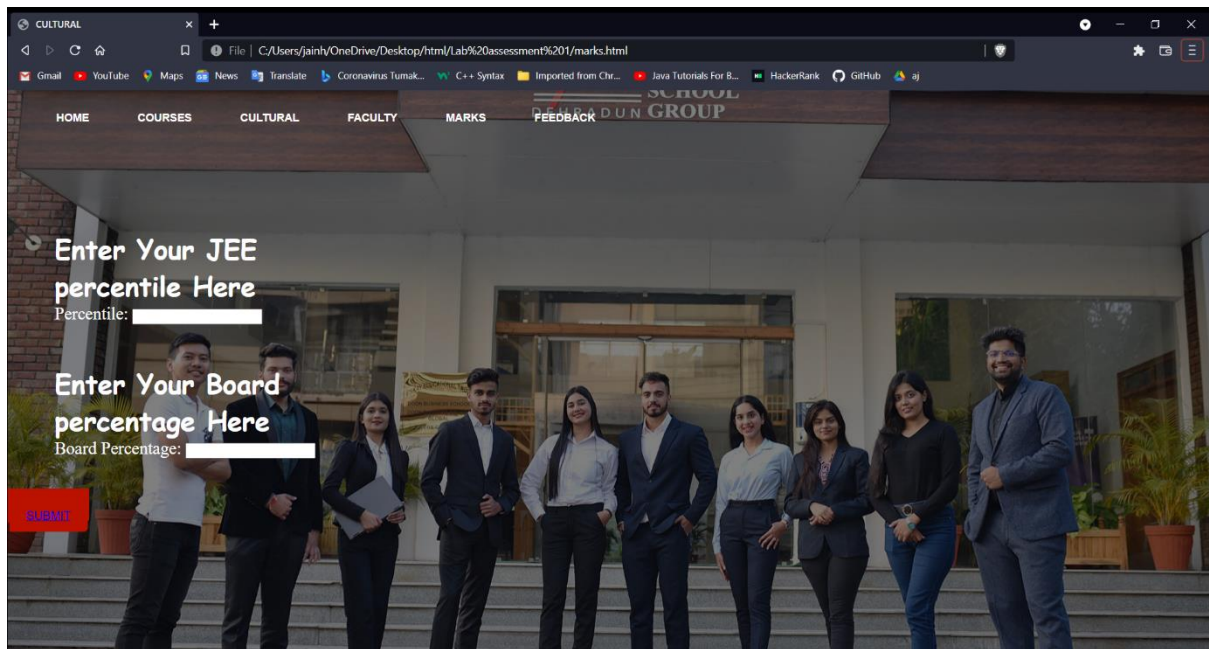 CULTURAL
File | C:/Users/jainh/OneDrive/Desktop/html/Lab%20assessment%201/marks.html
Gmail YouTube Maps News Translate Coronavirus Tumak... C++ Syntax Imported from Chr... Java Tutorials For B... HackerRank GitHub aj
SCHOOL
DEHRADUN GROUP
HOME COURSES CULTURAL FACULTY MARKS FEEDBACK
Enter Your JEE
percentile Here
Percentile:
Enter Your Board
percentage Here
Board Percentage:
SUBMIT